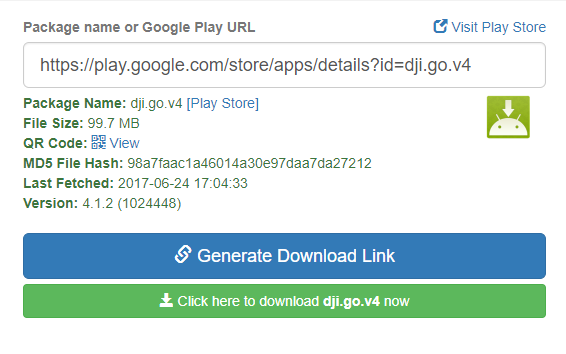 Package name or Google Play URL Visit Play Store
https://play.google.com/store/apps/details?id=dji.go.v4
Package Name: dji.go.v4 [Play Store]
File Size: 99.7 MB
QR Code: View
MD5 File Hash: 98a7faac1a46014a30e97daa7da27212
Last Fetched: 2017-06-24 17:04:33
Version: 4.1.2 (1024448)
Generate Download Link
Click here to download dji.go.v4 now